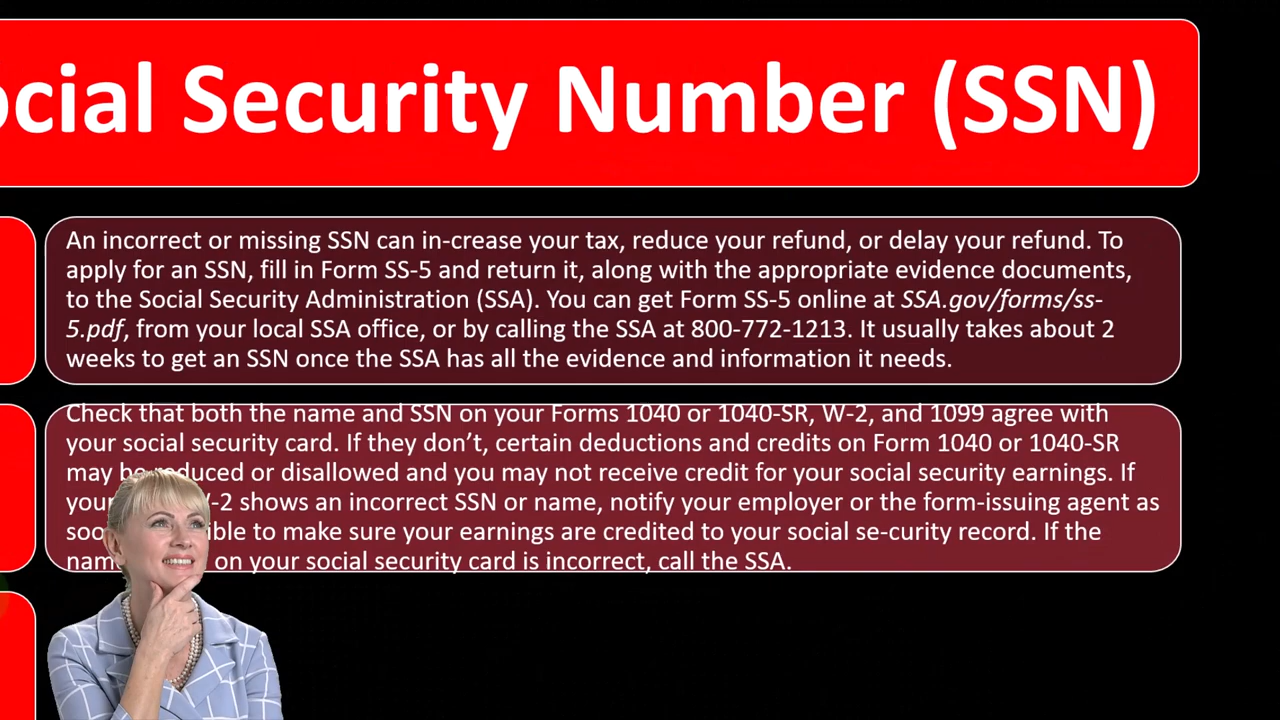 ocial Security Number (SSN)
An incorrect or missing SSN can in-crease your tax, reduce your refund, or delay your refund. To
apply for an SSN, fill in Form SS-5 and return it, along with the appropriate evidence documents,
to the Social Security Administration (SSA). You can get Form SS-5 online at SSA.gov/forms/ss-
5.pdf, from your local SSA office, or by calling the SSA at 800-772-1213. It usually takes about 2
weeks to get an SSN once the SSA has all the evidence and information it needs.
Check that both the name and SSN on your Forms 1040 or 1040-SR, W-2, and 1099 agree with
your social security card. If they don’t, certain deductions and credits on Form 1040 or 1040-SR
may be reduced or disallowed and you may not receive credit for your social security earnings. If
your -2 shows an incorrect SSN or name, notify your employer or the form-issuing agent as
soo ible to make sure your earnings are credited to your social se-curity record. If the
nam on your social security card is incorrect, call the SSA.